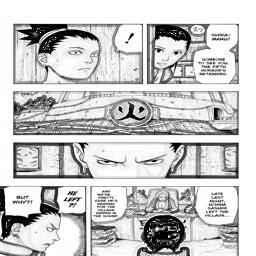 SHIKA-
MARU!
SOMEONE
TO SEE
YOU.
THE FIFTH
HOKAGE'S
RETAINERS.
!
火
LATE
LAST
NIGHT,
UCHIHA
SASUKE
LEFT THE
VILLAGE...
AND
WE'RE
PRETTY
SURE HE'S
HEADING
FOR THE
VILLAGE
HIDDEN
IN THE
SOUND.
HE
LEFT?!
BUT
WHY?!